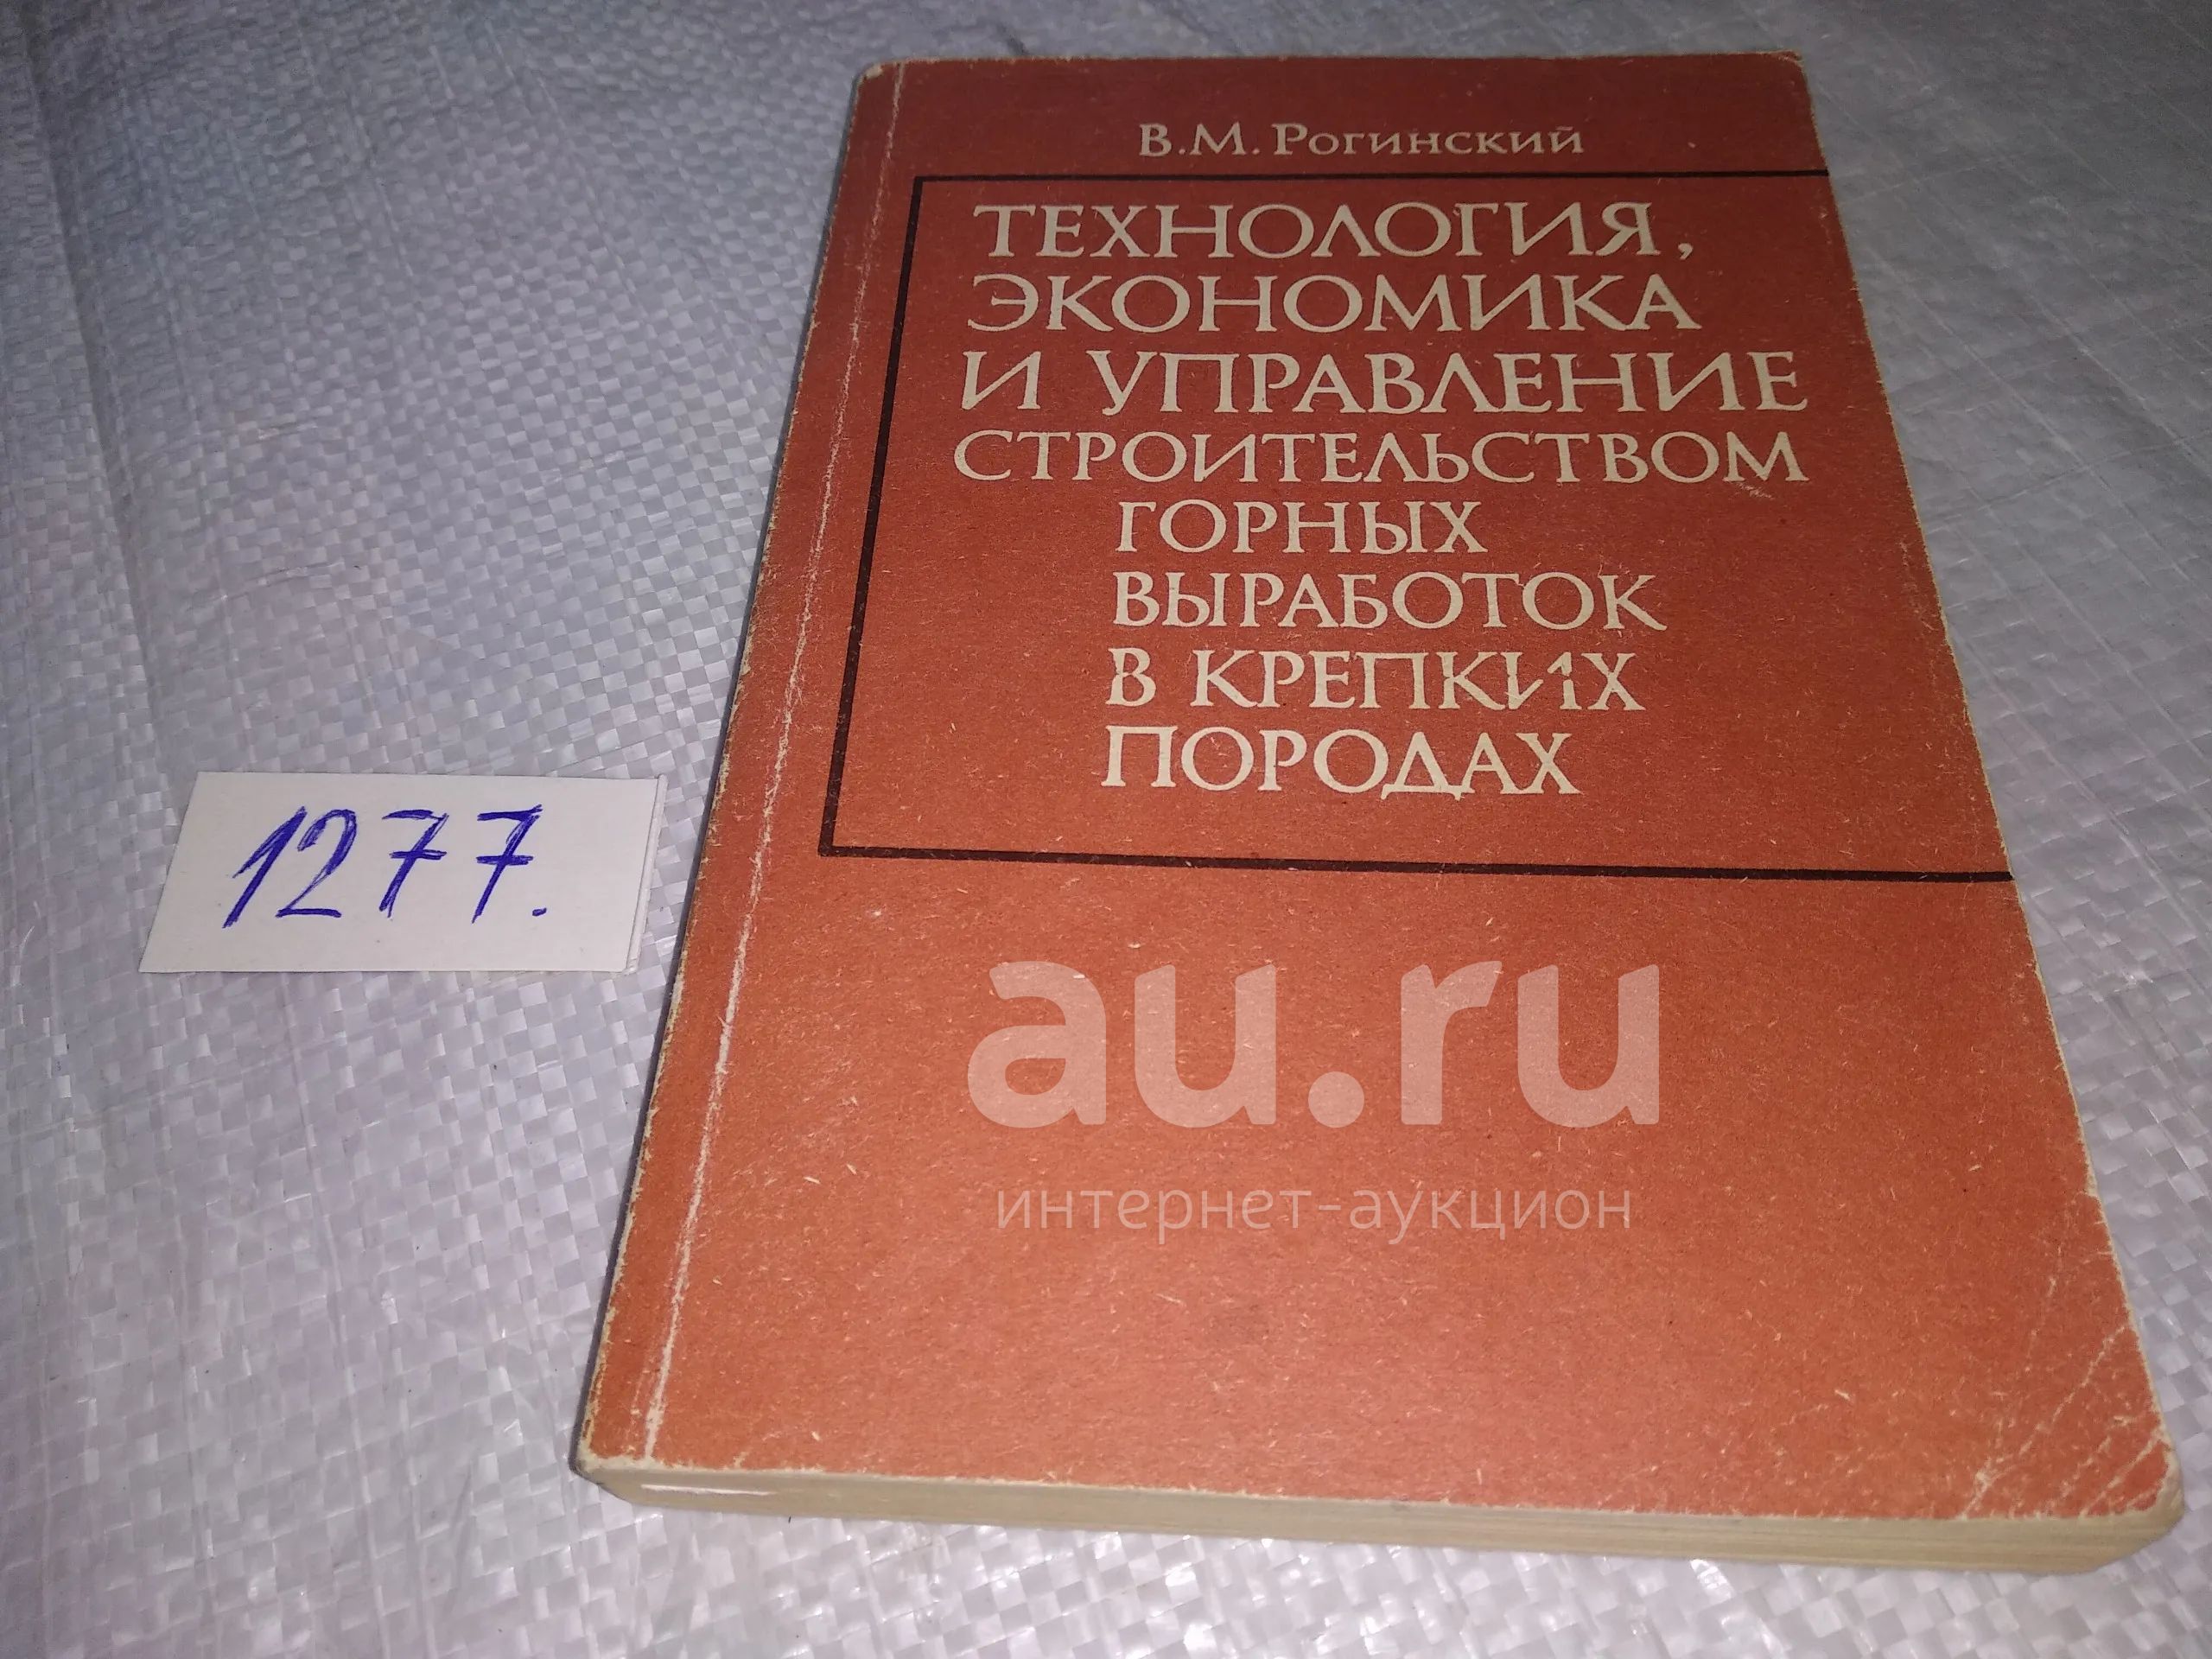 В.М. Рогинский
ТЕХНОЛОГИЯ,
ЭКОНОМИКА
И УПРАВЛЕНИЕ
СТРОИТЕЛЬСТВОМ
ГОРНЫХ
ВЫРАБОТОК
В КРЕПКИХ
ПОРОДАХ
1277.
au.ru
интернет-аукцион